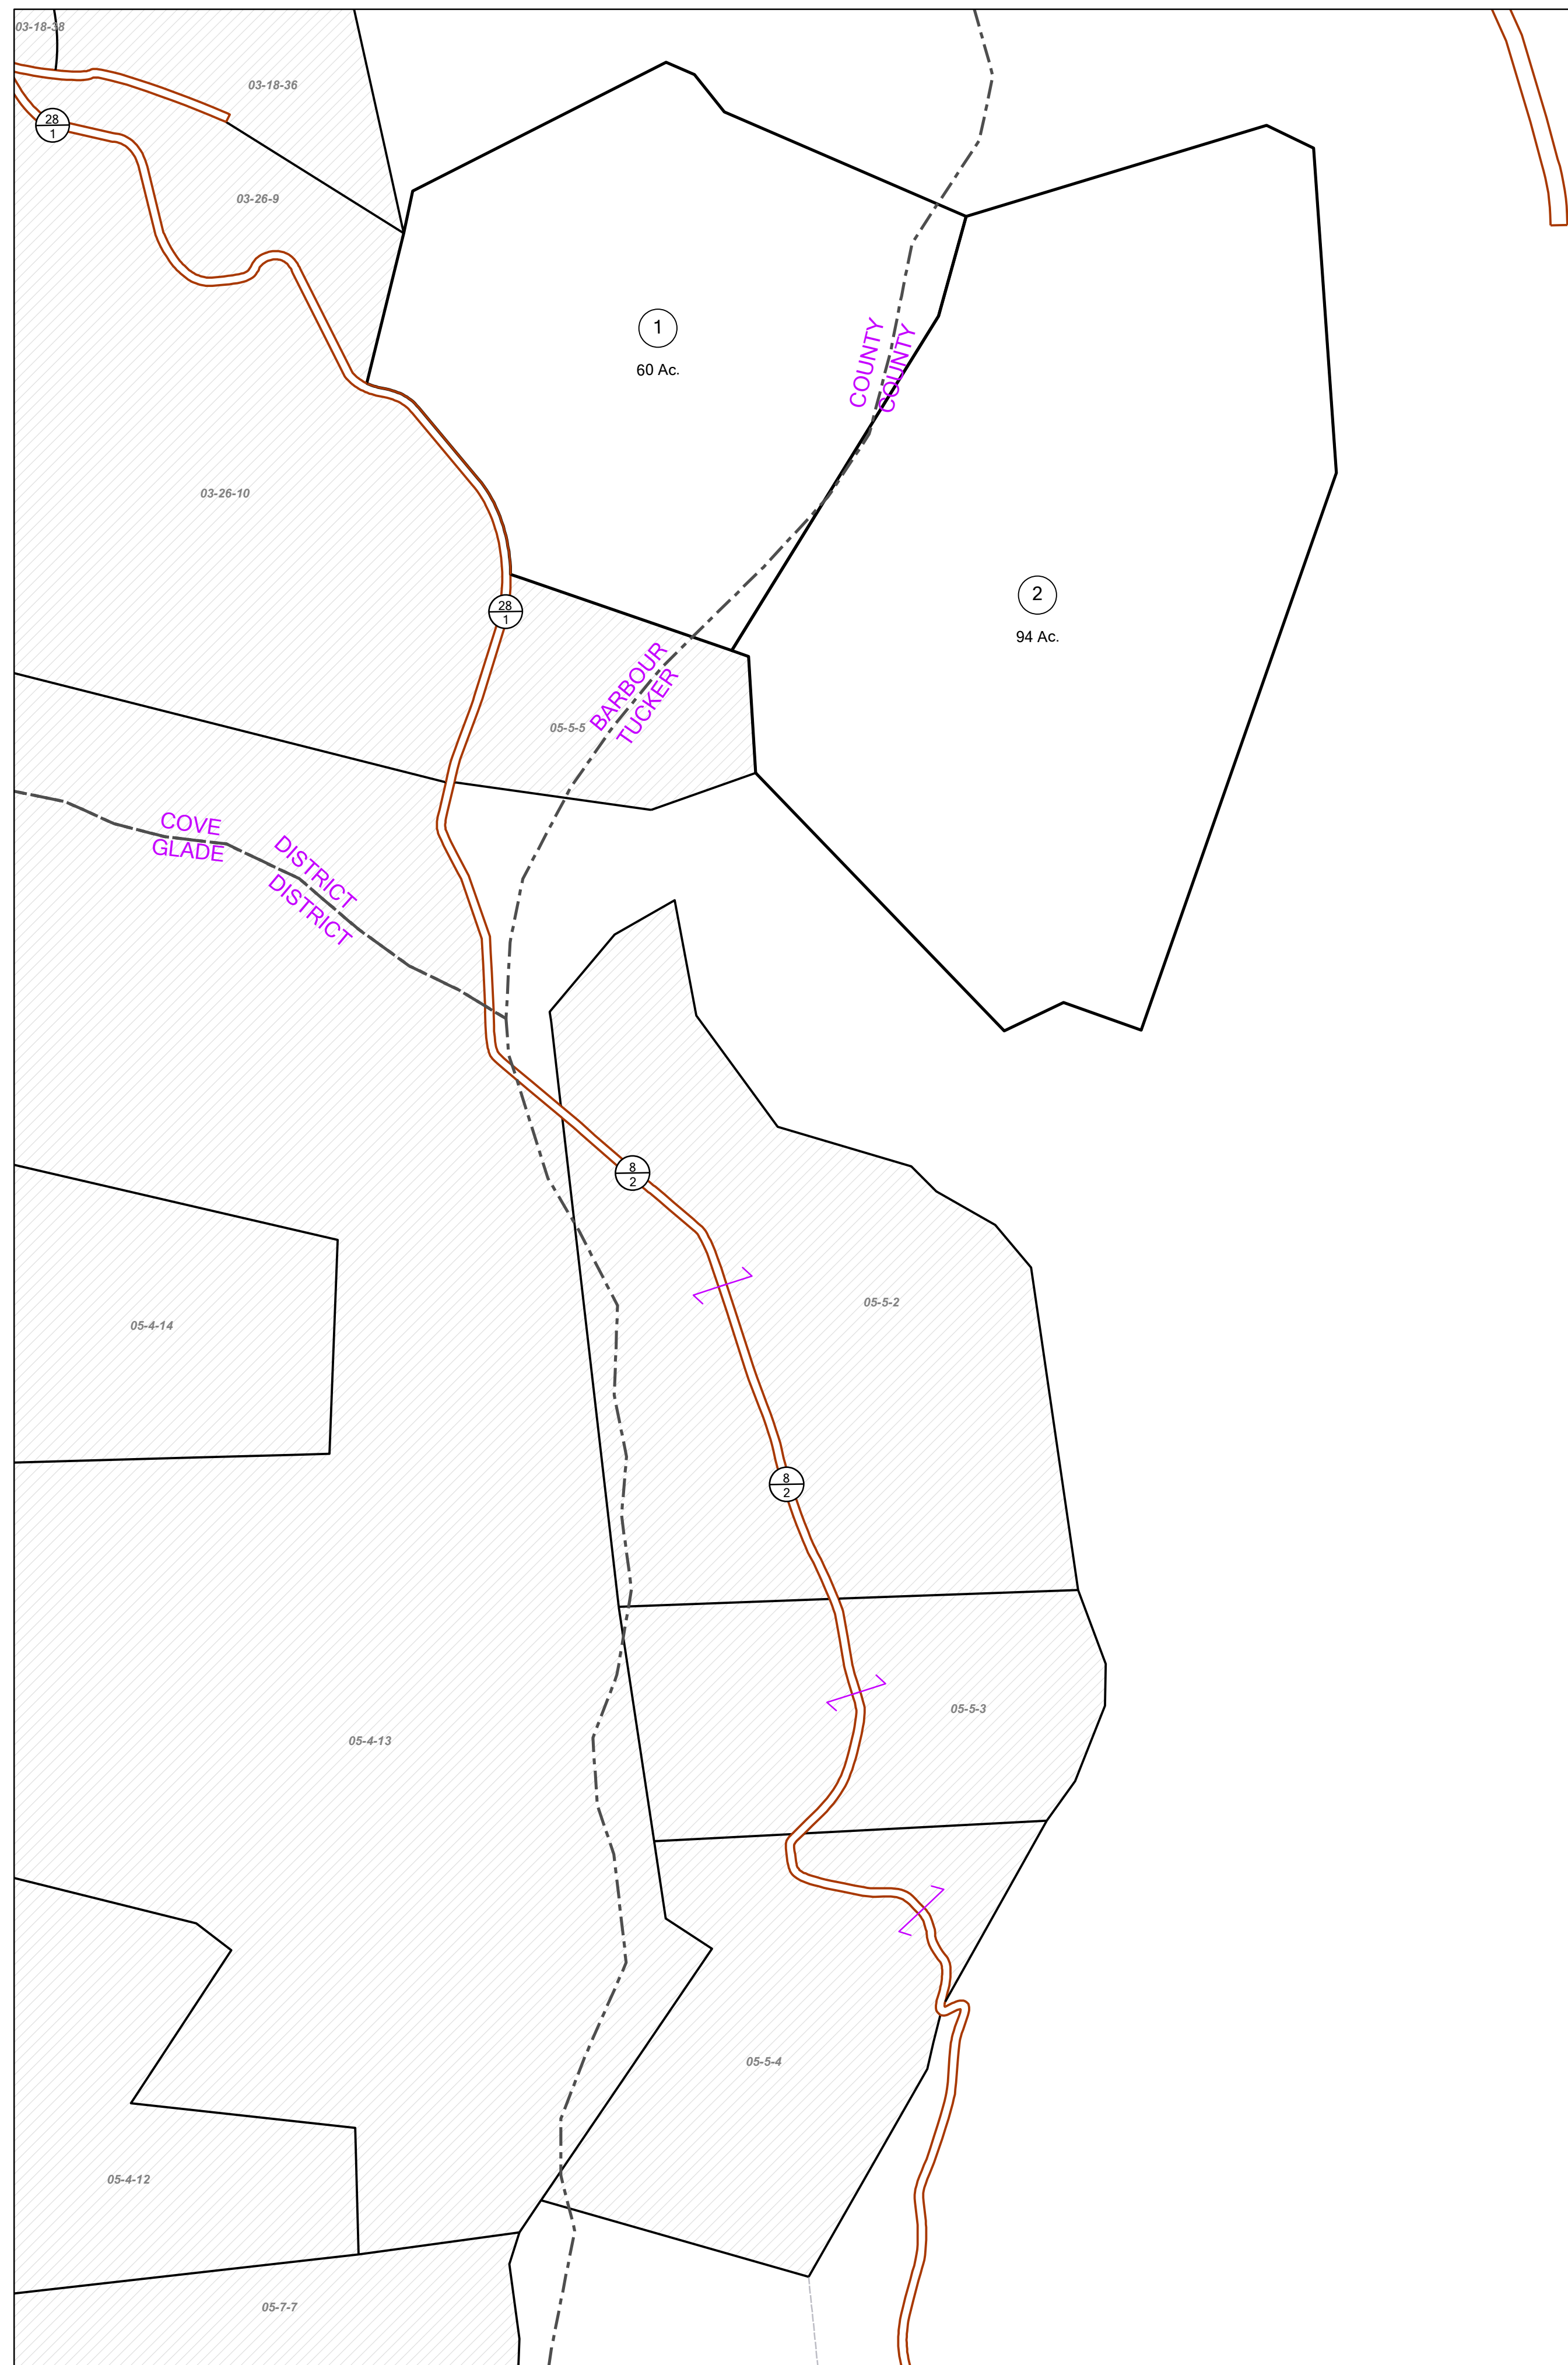 03-18-38
03-18-36
28
1
03-26-9
1
60 Ac.
COUNTY
COUNTY
03-26-10
2
94 Ac.
28
1
BARBOUR
TUCKER
05-5-5
COVE
GLADE
DISTRICT
DISTRICT
8
2
05-5-2
05-4-14
8
2
05-5-3
05-4-13
05-5-4
05-4-12
05-7-7